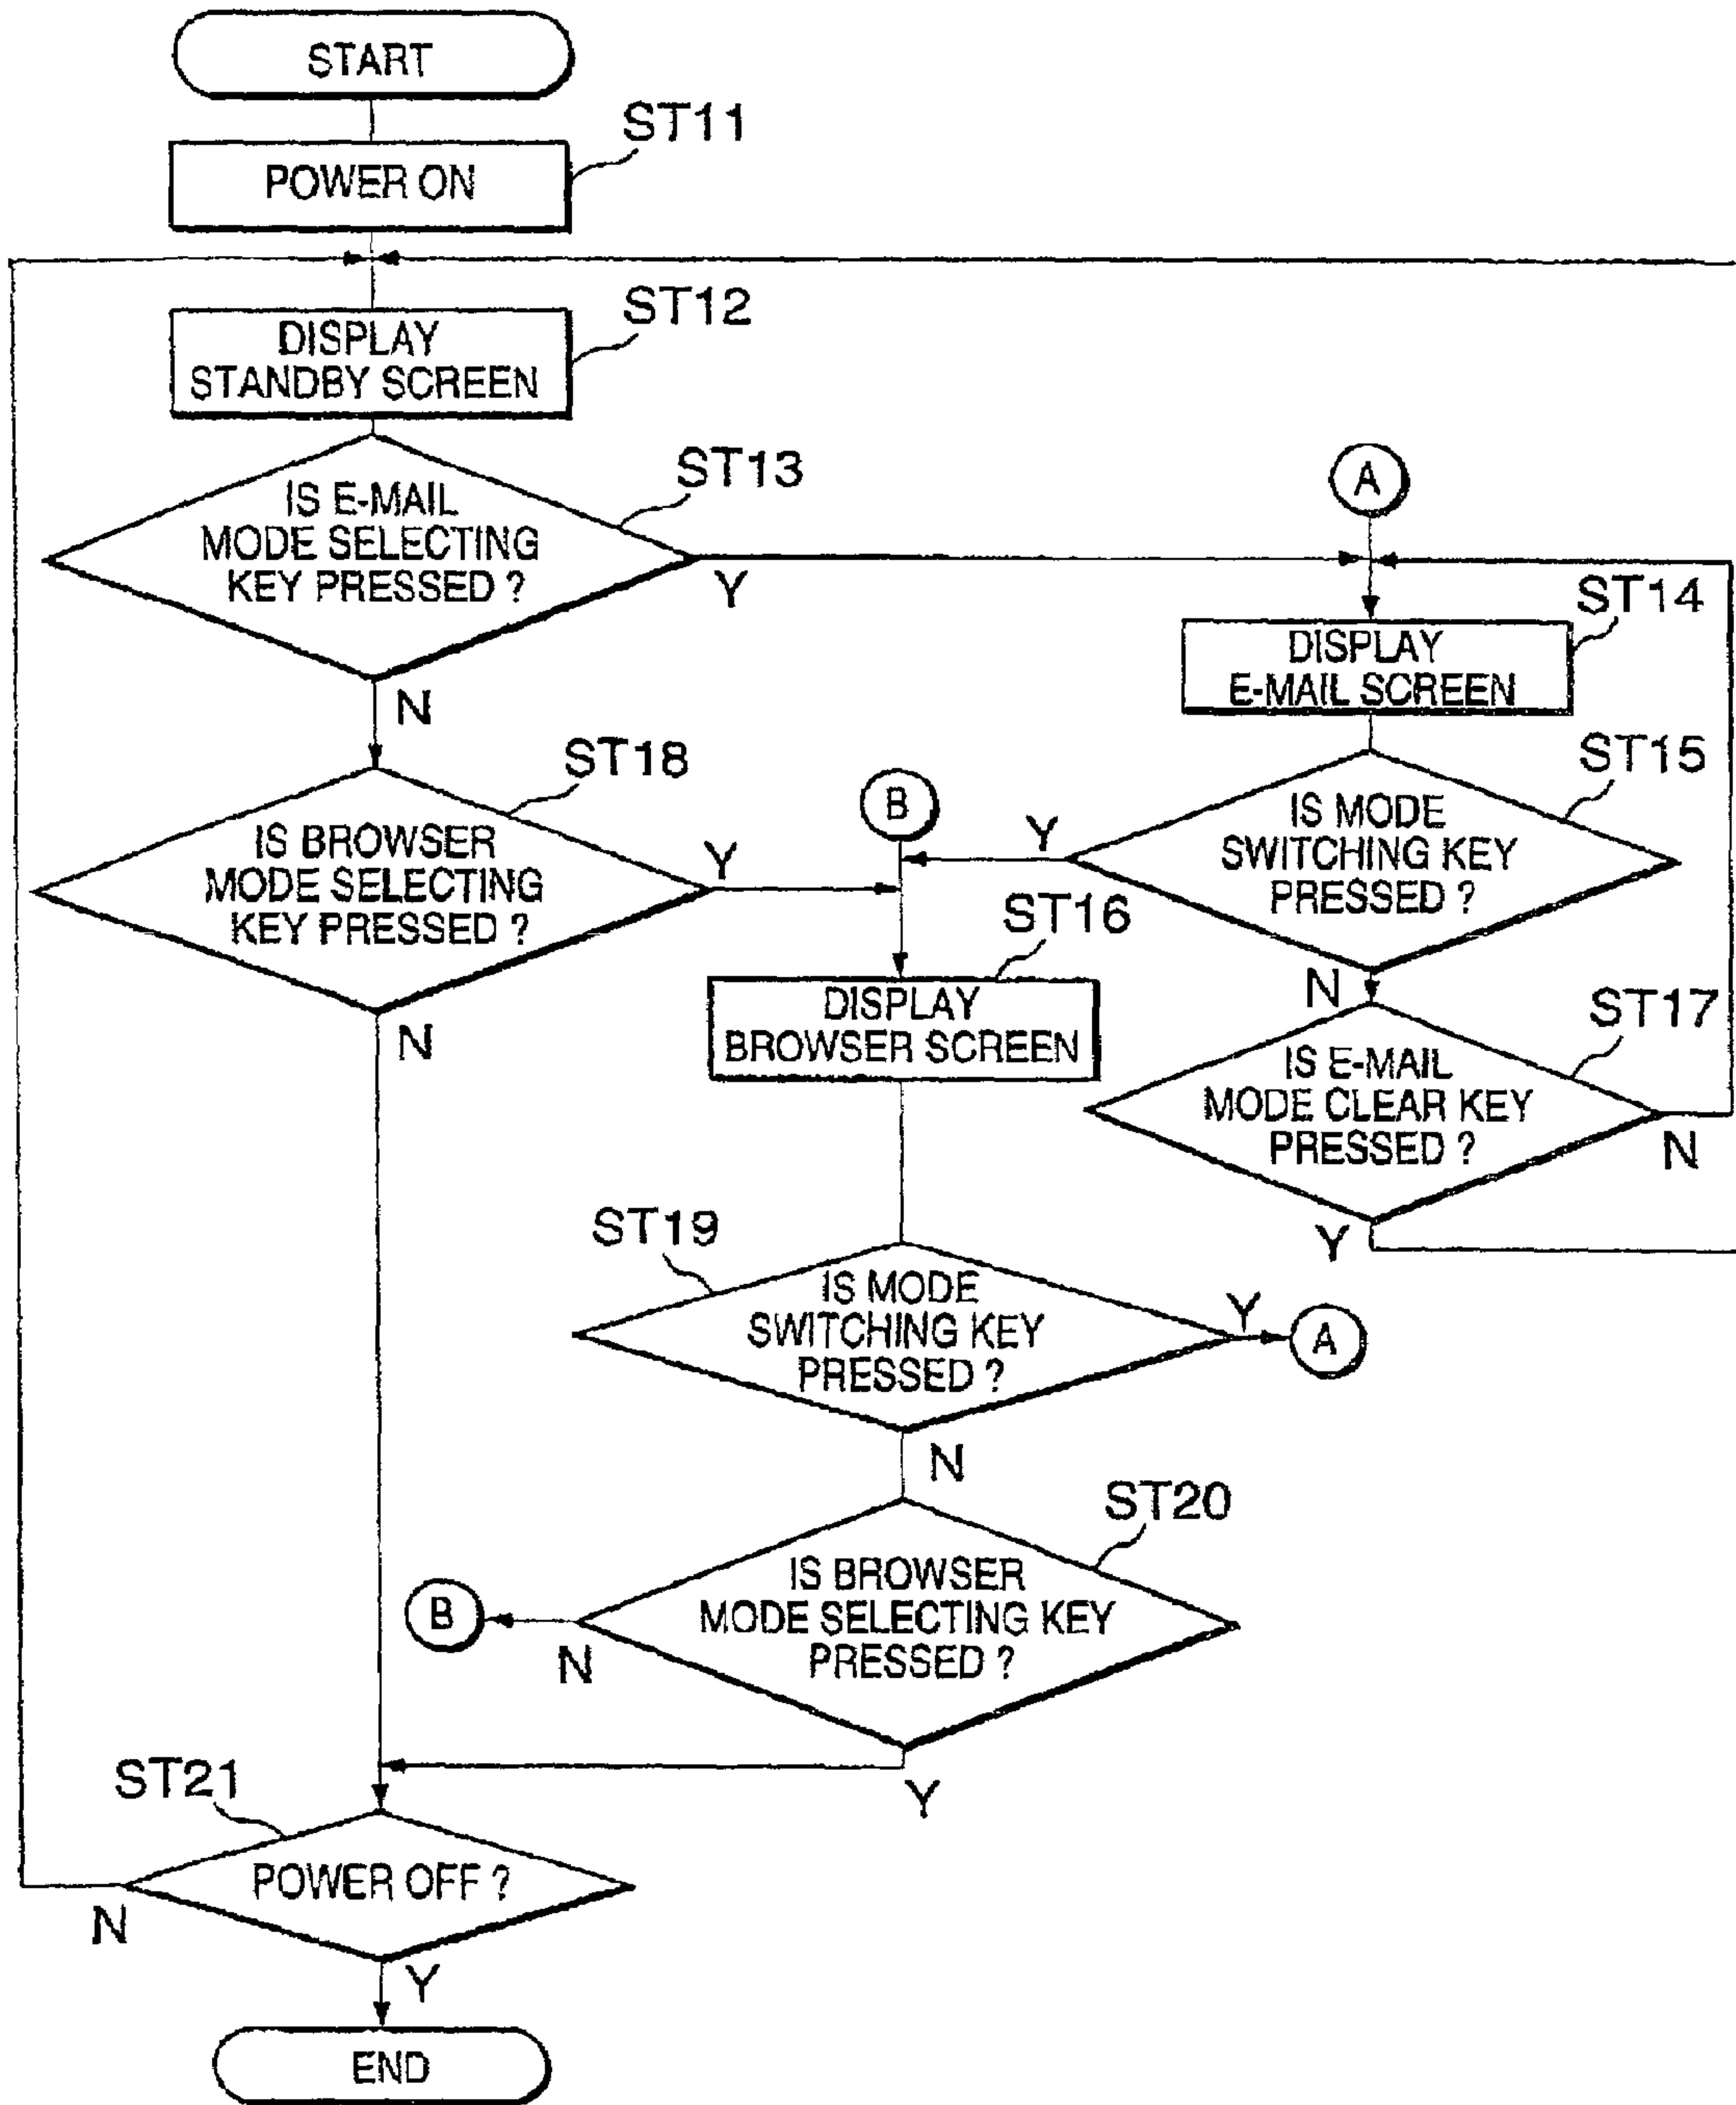 START
ST11
POWER ON
ST12
DISPLAY
STANDBY SCREEN
ST13
IS E-MAIL
MODE SELECTING
KEY PRESSED ?
Y
N
A
ST14
DISPLAY
E-MAIL SCREEN
ST18
IS BROWSER
MODE SELECTING
KEY PRESSED ?
Y
N
B
ST15
IS MODE
SWITCHING KEY
PRESSED ?
Y
N
ST16
DISPLAY
BROWSER SCREEN
ST17
IS E-MAIL
MODE CLEAR KEY
PRESSED ?
N
Y
ST19
IS MODE
SWITCHING KEY
PRESSED ?
Y
A
N
ST20
IS BROWSER
MODE SELECTING KEY
PRESSED ?
B
N
Y
ST21
POWER OFF ?
N
Y
END